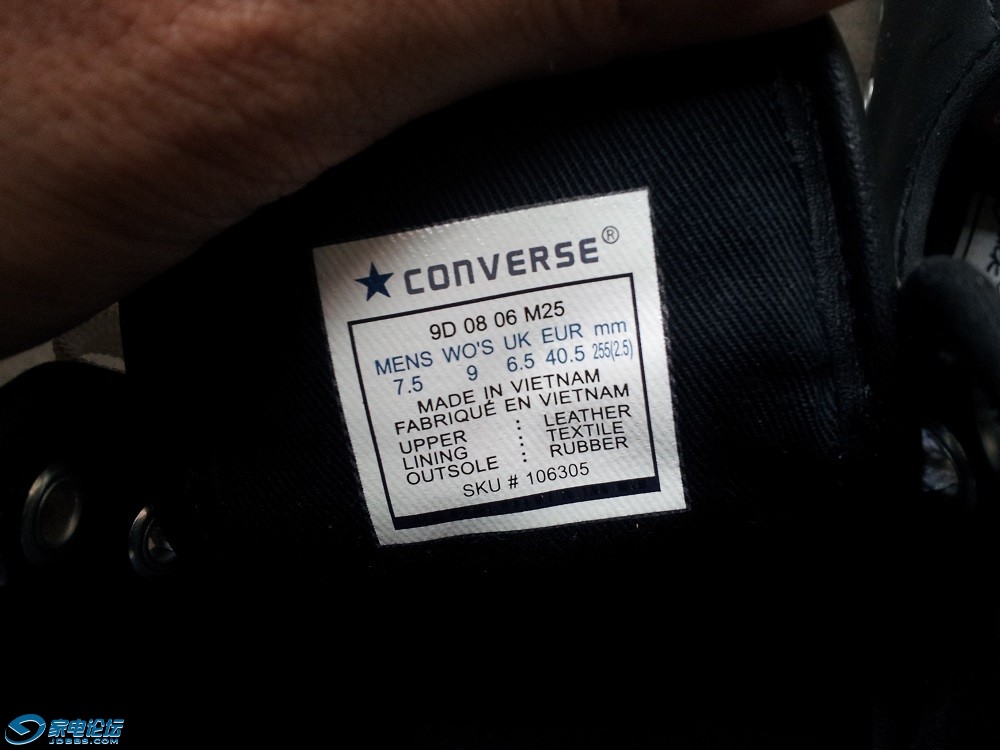 ★CONVERSE®
9D 08 06 M25
MENS WO'S UK EUR mm
7.5 9 6.5 40.5 255(2.5)
MADE IN VIETNAM
FABRIQUÉ EN VIETNAM
UPPER : LEATHER
LINING : TEXTILE
OUTSOLE : RUBBER
SKU # 106305
家电论坛
JDBBS.COM